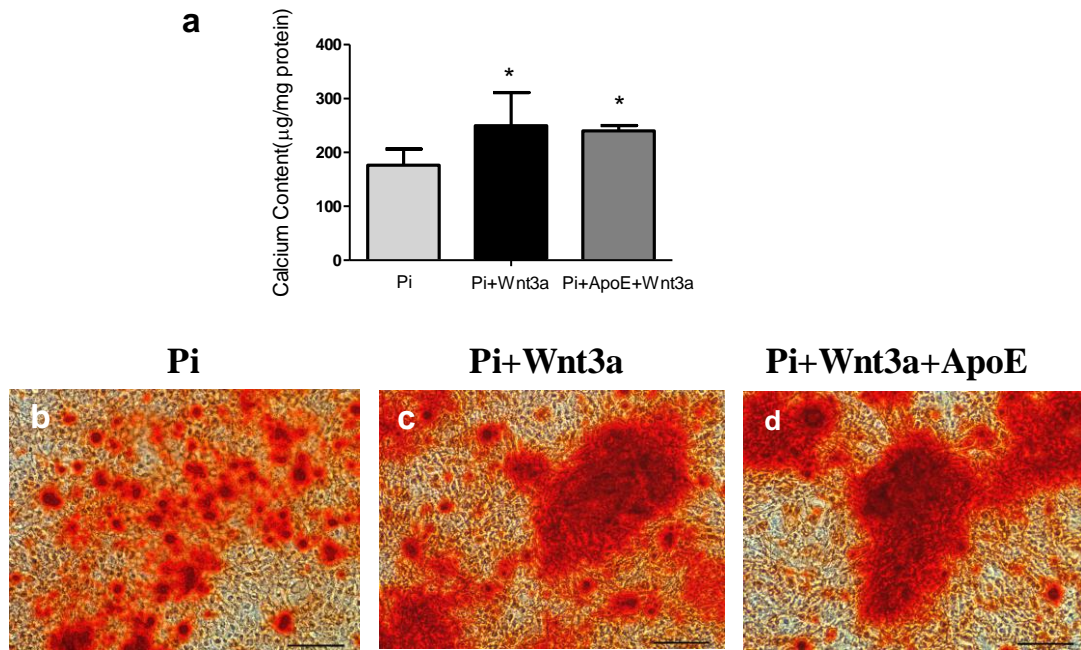 a
Calcium Content(µg/mg protein)
400
300
200
100
0
*
*
Pi
Pi+Wnt3a
Pi+ApoE+Wnt3a
Pi
Pi+Wnt3a
Pi+Wnt3a+ApoE
b
c
d